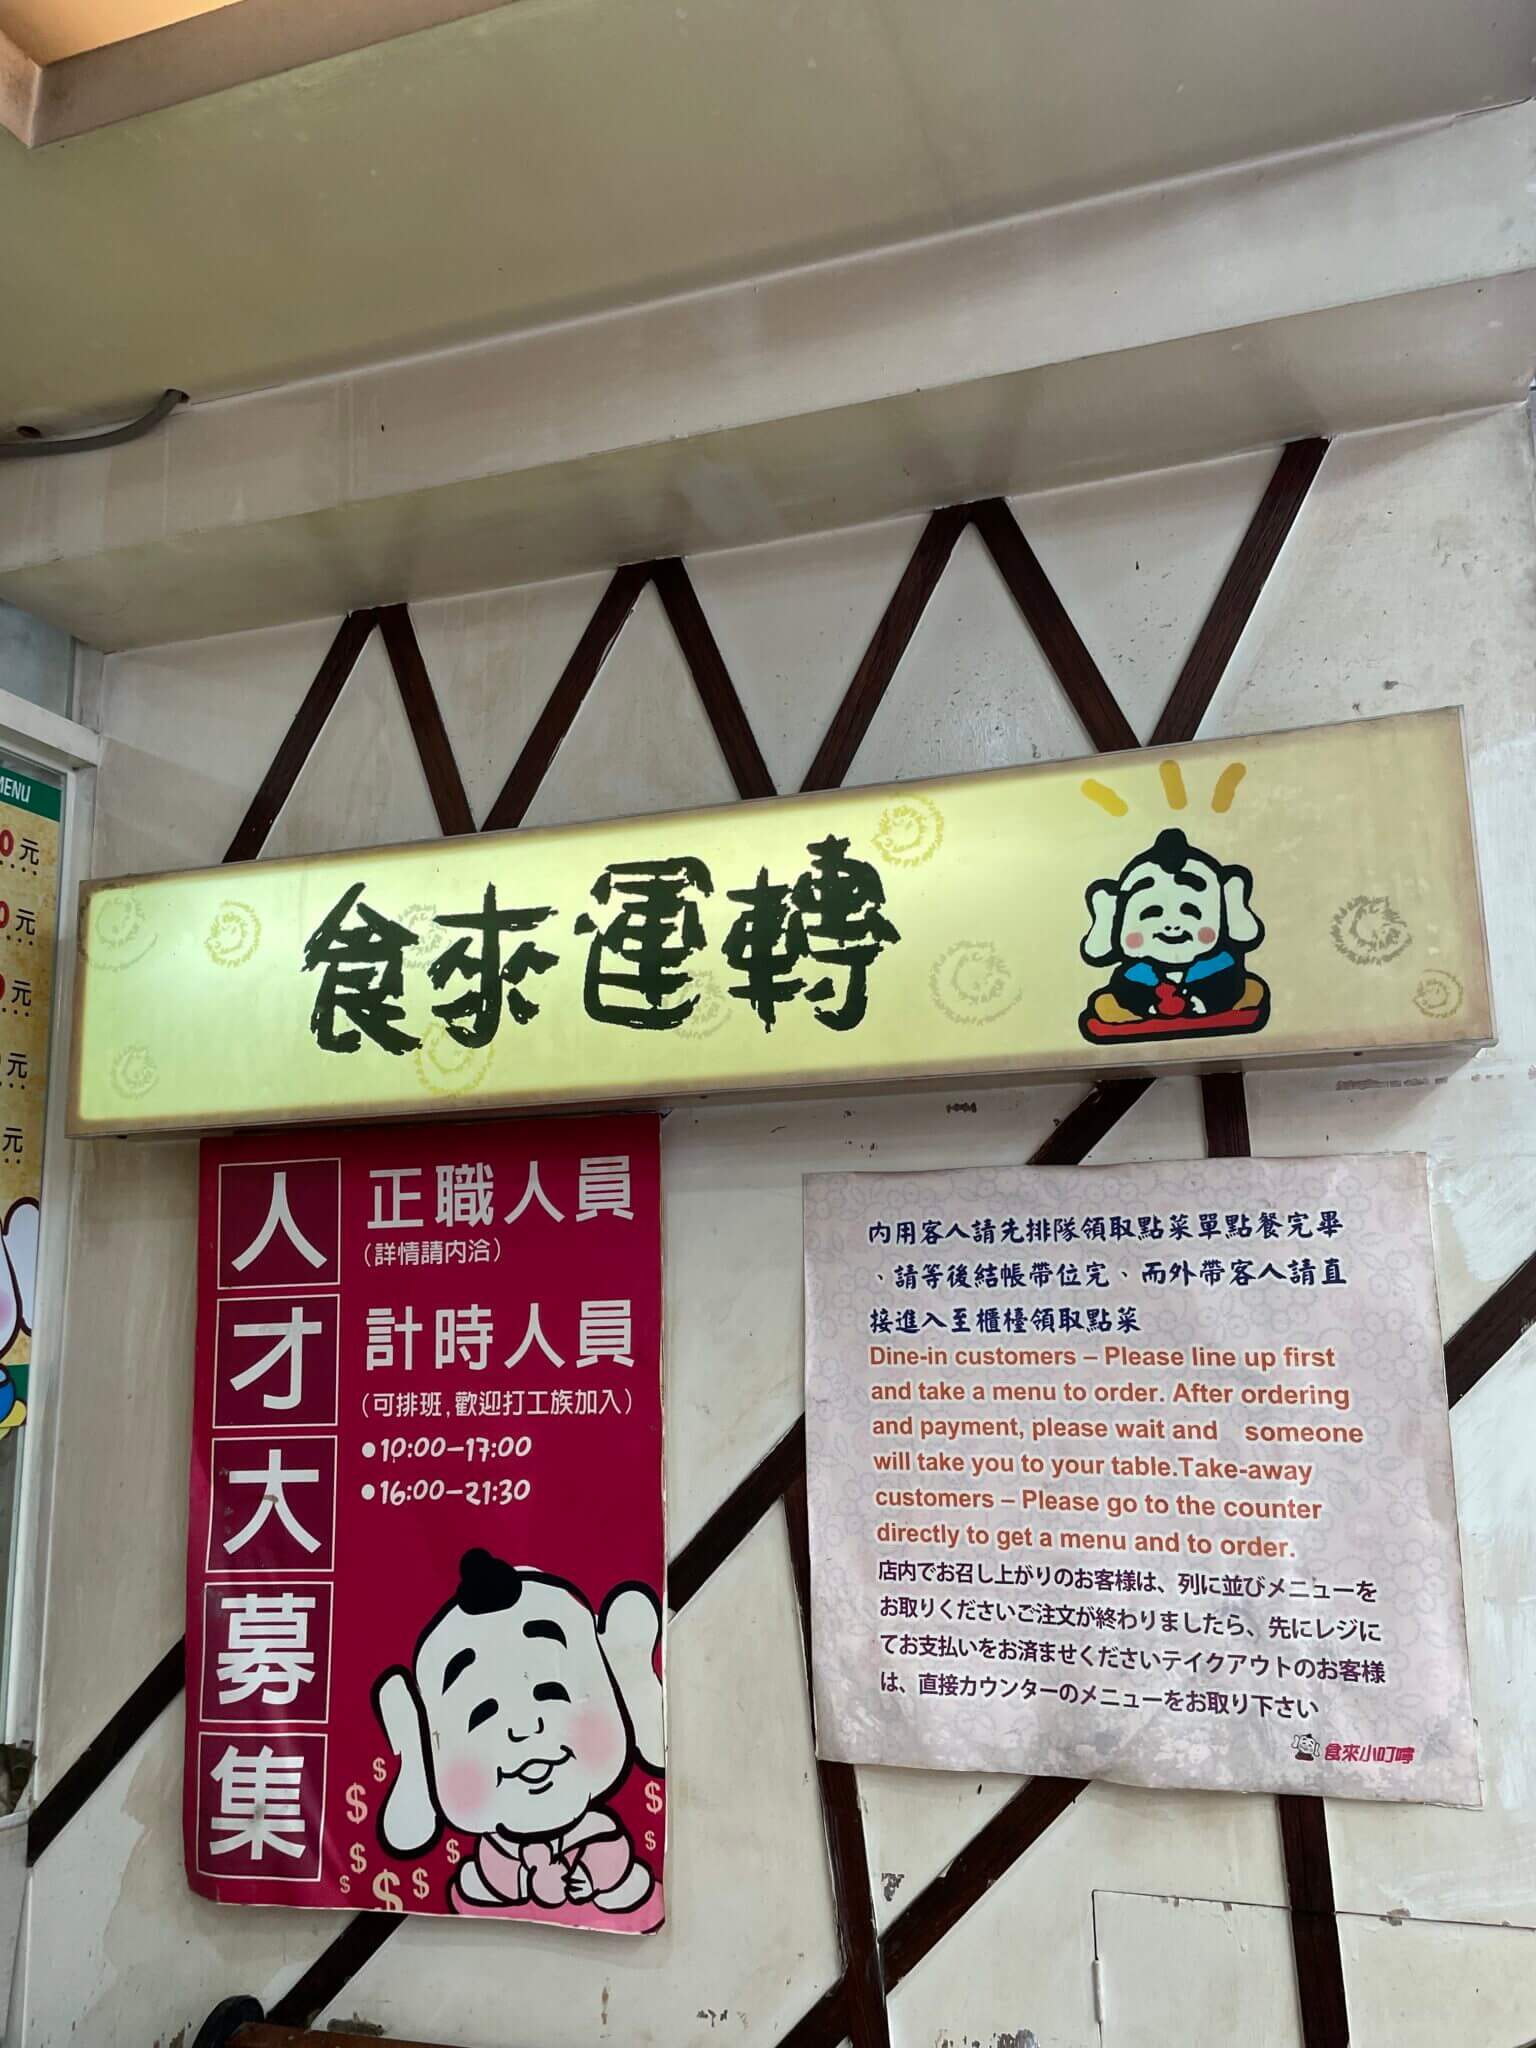 食來運轉
人才大募集
正職人員
(詳情請內洽)
計時人員
(可排班,歡迎打工族加入)
●10:00-17:00
●16:00-21:30
內用客人請先排隊領取點菜單點餐完畢
、請等後結帳帶位完、而外帶客人請直
接進入至櫃檯領取點菜
Dine-in customers – Please line up first
and take a menu to order. After ordering
and payment, please wait and someone
will take you to your table.Take-away
customers – Please go to the counter
directly to get a menu and to order.
店内でお召し上がりのお客様は、列に並びメニューを
お取りくださいご注文が終わりましたら、先にレジに
てお支払いをお済ませくださいテイクアウトのお客様
は、直接カウンターのメニューをお取り下さい
食來小叮嚀
MENU
0元
0元
元
元
元